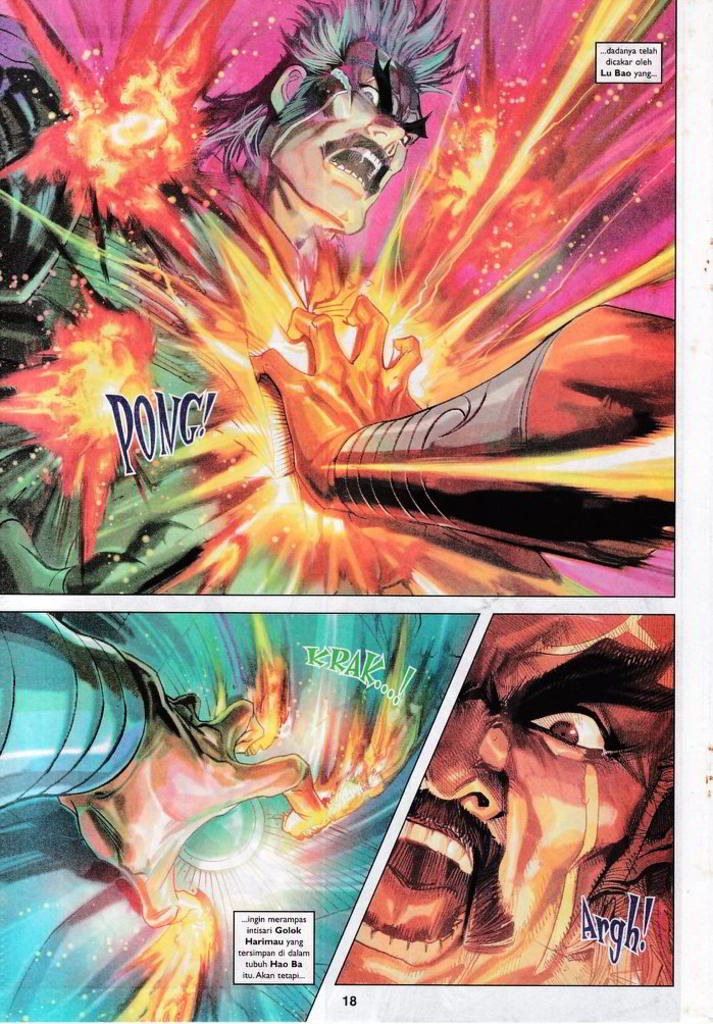 ...dadanya telah
dicakar oleh
Lu Bao yang...
PONG!
KRAK...!
...ingin merampas
intisari Golok
Harimau yang
tersimpan di dalam
tubuh Hao Ba
itu. Akan tetapi...
Argh!
18